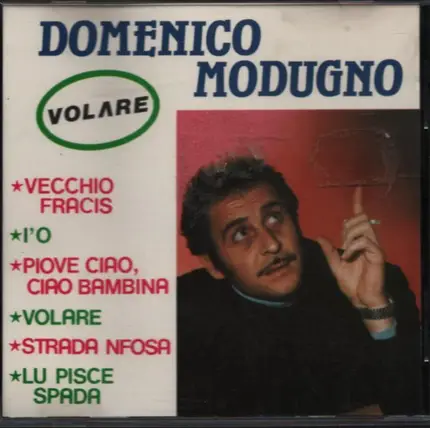 DOMENICO
MODUGNO
VOLARE
*VECCHIO
FRACIS
*I'O
*PIOVE CIAO,
CIAO BAMBINA
*VOLARE
*STRADA NFOSA
*LU PISCE
SPADA